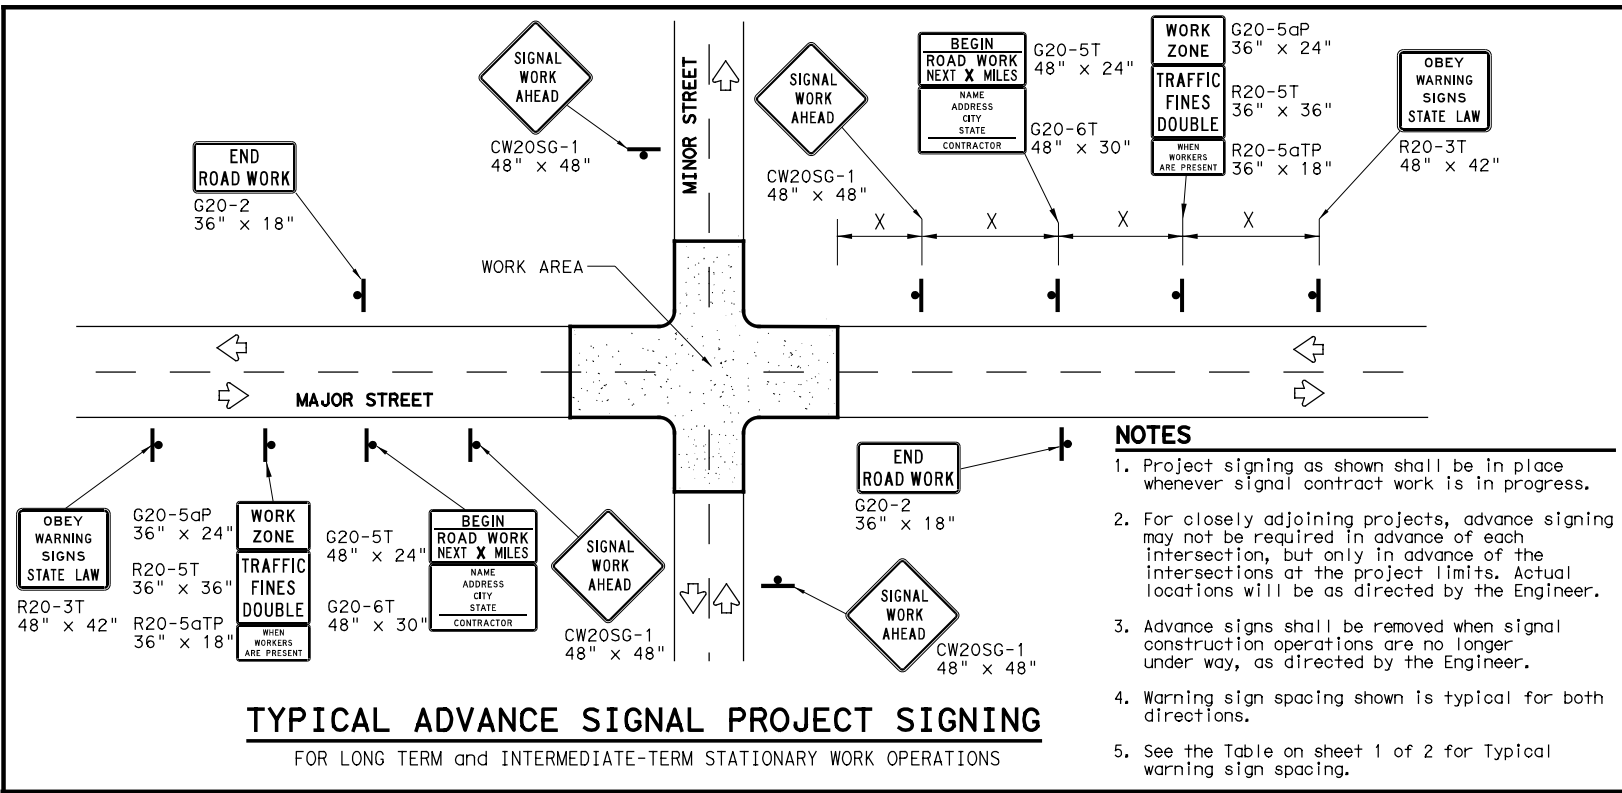 SIGNAL
WORK
AHEAD
CW20SG-1
48" x 48"
MINOR STREET
SIGNAL
WORK
AHEAD
CW20SG-1
48" x 48"
BEGIN
ROAD WORK
NEXT X MILES
NAME
ADDRESS
CITY
STATE
CONTRACTOR
G20-5T
48" x 24"
G20-6T
48" x 30"
WORK
ZONE
TRAFFIC
FINES
DOUBLE
WHEN
WORKERS
ARE PRESENT
G20-5aP
36" x 24"
R20-5T
36" x 36"
R20-5aTP
36" x 18"
OBEY
WARNING
SIGNS
STATE LAW
R20-3T
48" x 42"
END
ROAD WORK
G20-2
36" x 18"
X
X
X
X
WORK AREA
MAJOR STREET
OBEY
WARNING
SIGNS
STATE LAW
R20-3T
48" x 42"
G20-5aP
36" x 24"
R20-5T
36" x 36"
R20-5aTP
36" x 18"
WORK
ZONE
TRAFFIC
FINES
DOUBLE
WHEN
WORKERS
ARE PRESENT
G20-5T
48" x 24"
G20-6T
48" x 30"
BEGIN
ROAD WORK
NEXT X MILES
NAME
ADDRESS
CITY
STATE
CONTRACTOR
SIGNAL
WORK
AHEAD
CW20SG-1
48" x 48"
END
ROAD WORK
G20-2
36" x 18"
SIGNAL
WORK
AHEAD
CW20SG-1
48" x 48"
NOTES
1. Project signing as shown shall be in place
whenever signal contract work is in progress.
2. For closely adjoining projects, advance signing
may not be required in advance of each
intersection, but only in advance of the
intersections at the project limits. Actual
locations will be as directed by the Engineer.
3. Advance signs shall be removed when signal
construction operations are no longer
under way, as directed by the Engineer.
4. Warning sign spacing shown is typical for both
directions.
5. See the Table on sheet 1 of 2 for Typical
warning sign spacing.
TYPICAL ADVANCE SIGNAL PROJECT SIGNING
FOR LONG TERM and INTERMEDIATE-TERM STATIONARY WORK OPERATIONS